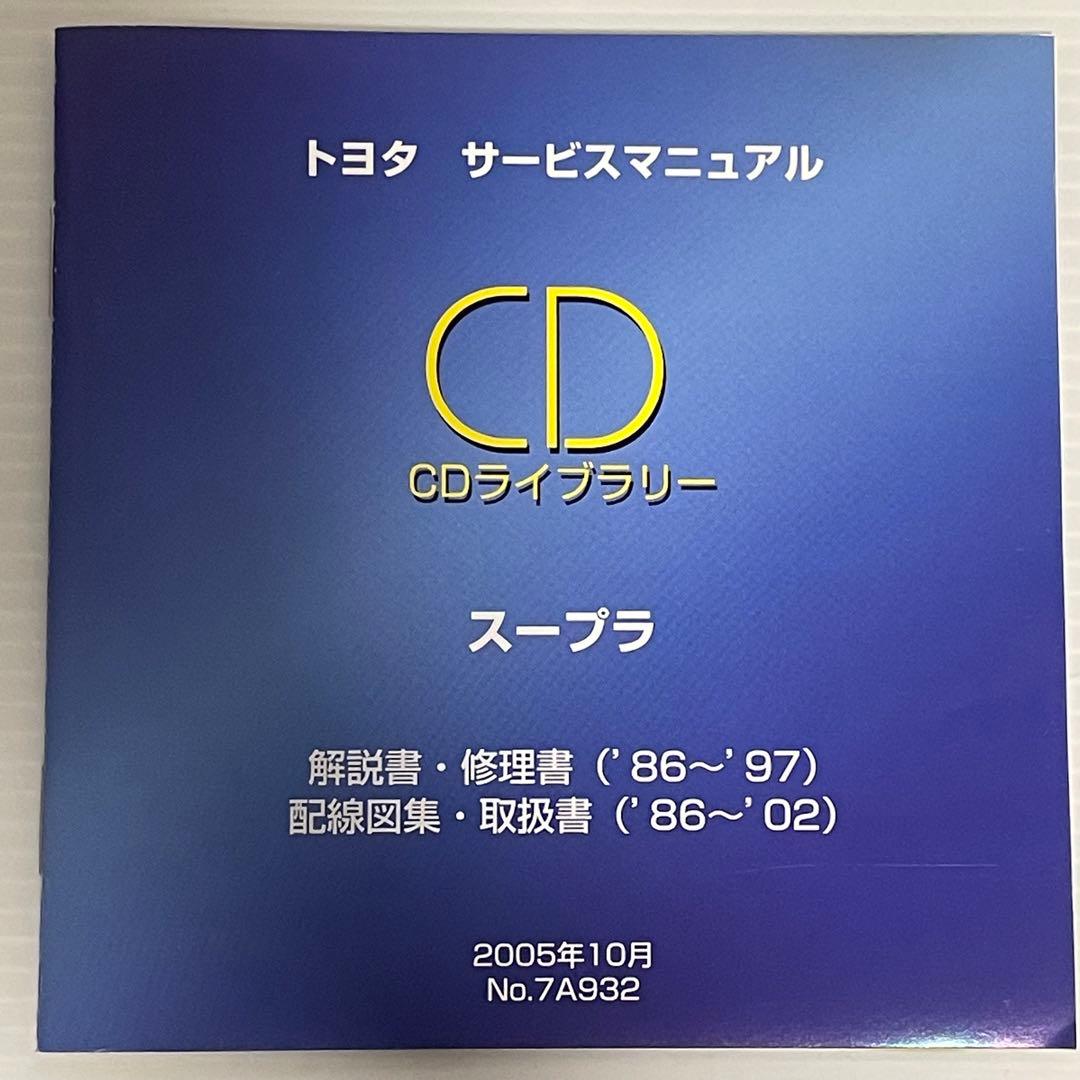 トヨタ　サービスマニュアル
CD
CDライブラリー
スープラ
解説書・修理書（’86～’97）
配線図集・取扱書（’86～’02）
2005年10月
No.7A932